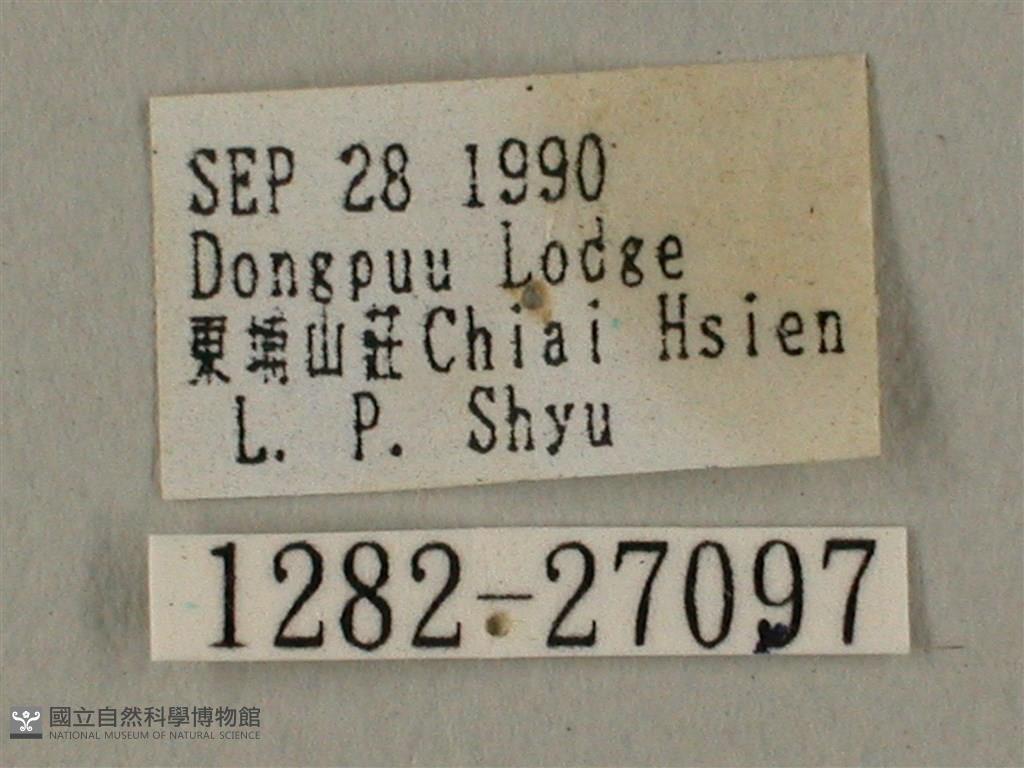 SEP 28 1990
Dongpuu Lodge
東埔山莊Chiai Hsien
L. P. Shyu
1282-27097
國立自然科學博物館
NATIONAL MUSEUM OF NATURAL SCIENCE